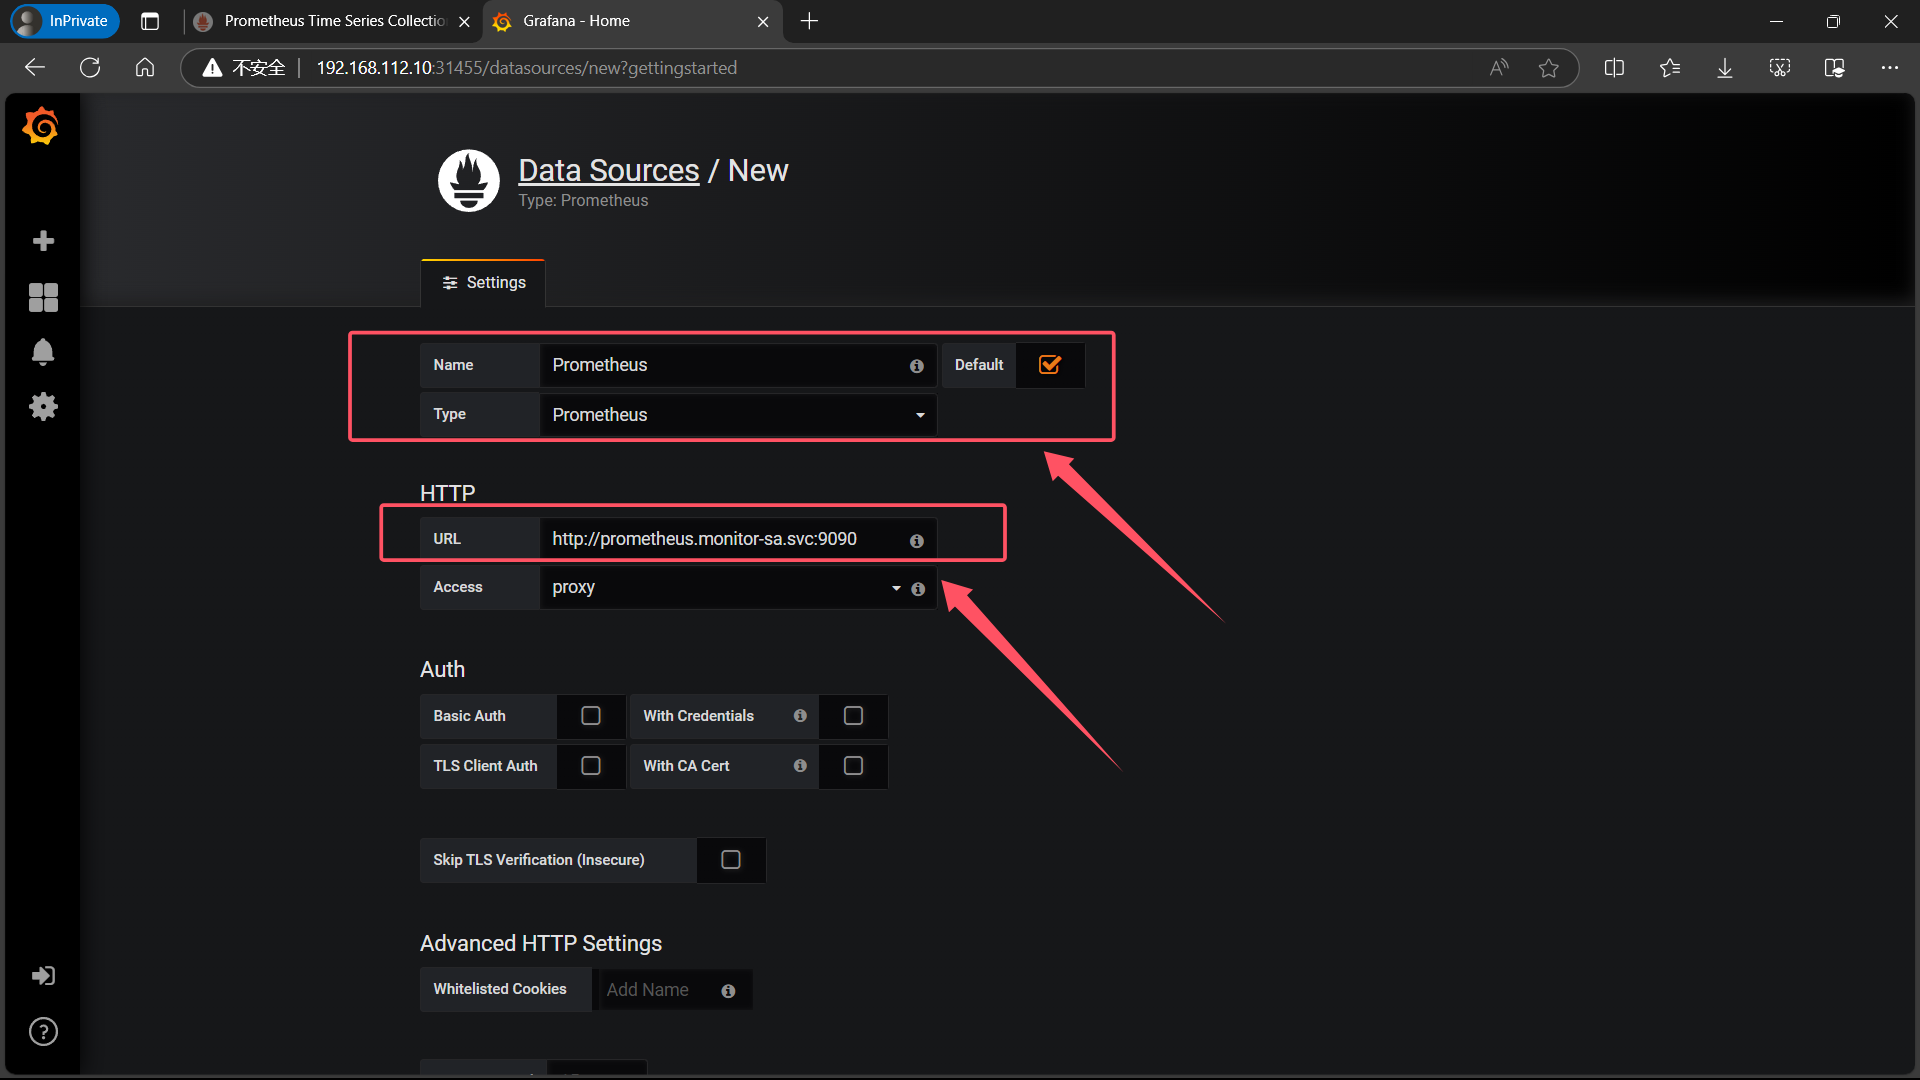 InPrivate
Prometheus Time Series Collectio
Grafana - Home
不安全
192.168.112.10:31455/datasources/new?gettingstarted
Data Sources / New
Type: Prometheus
Settings
Name Prometheus Default
Type Prometheus
HTTP
URL http://prometheus.monitor-sa.svc:9090
Access proxy
Auth
Basic Auth With Credentials
TLS Client Auth With CA Cert
Skip TLS Verification (Insecure)
Advanced HTTP Settings
Whitelisted Cookies Add Name